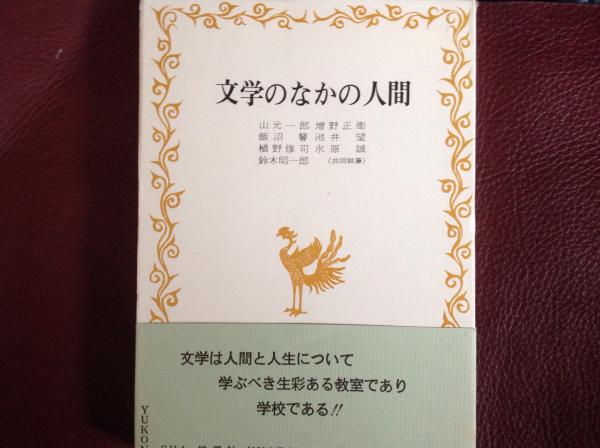 文学のなかの人間
山元一郎 増野正衛
飯沼馨 池井望
植野修司 永原誠
鈴木昭一郎 〈共同執筆〉
文学は人間と人生について
学ぶべき生彩ある教室であり
学校である!!
YUKON